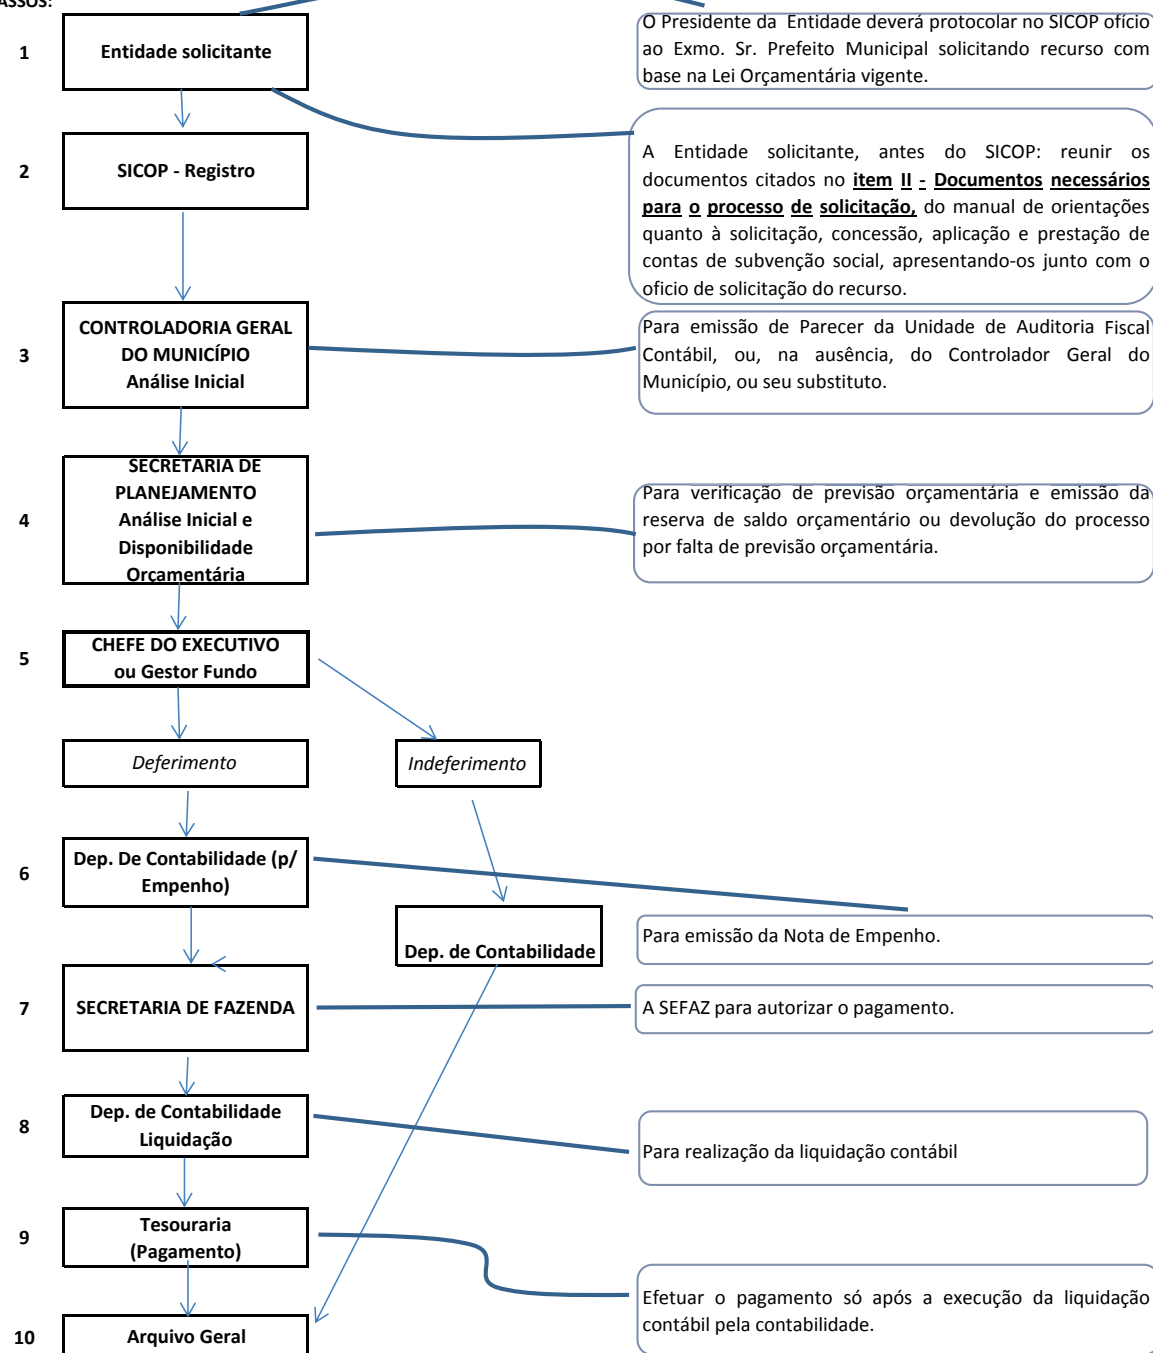 ASSOS:
1
Entidade solicitante
O Presidente da Entidade deverá protocolar no SICOP ofício
ao Exmo. Sr. Prefeito Municipal solicitando recurso com
base na Lei Orçamentária vigente.
2
SICOP - Registro
A Entidade solicitante, antes do SICOP: reunir os
documentos citados no item II - Documentos necessários
para o processo de solicitação, do manual de orientações
quanto à solicitação, concessão, aplicação e prestação de
contas de subvenção social, apresentando-os junto com o
oficio de solicitação do recurso.
3
CONTROLADORIA GERAL
DO MUNICÍPIO
Análise Inicial
Para emissão de Parecer da Unidade de Auditoria Fiscal
Contábil, ou, na ausência, do Controlador Geral do
Município, ou seu substituto.
4
SECRETARIA DE
PLANEJAMENTO
Análise Inicial e
Disponibilidade
Orçamentária
Para verificação de previsão orçamentária e emissão da
reserva de saldo orçamentário ou devolução do processo
por falta de previsão orçamentária.
5
CHEFE DO EXECUTIVO
ou Gestor Fundo
Deferimento
Indeferimento
6
Dep. De Contabilidade (p/
Empenho)
Dep. de Contabilidade
Para emissão da Nota de Empenho.
7
SECRETARIA DE FAZENDA
A SEFAZ para autorizar o pagamento.
8
Dep. de Contabilidade
Liquidação
Para realização da liquidação contábil
9
Tesouraria
(Pagamento)
Efetuar o pagamento só após a execução da liquidação
contábil pela contabilidade.
10
Arquivo Geral